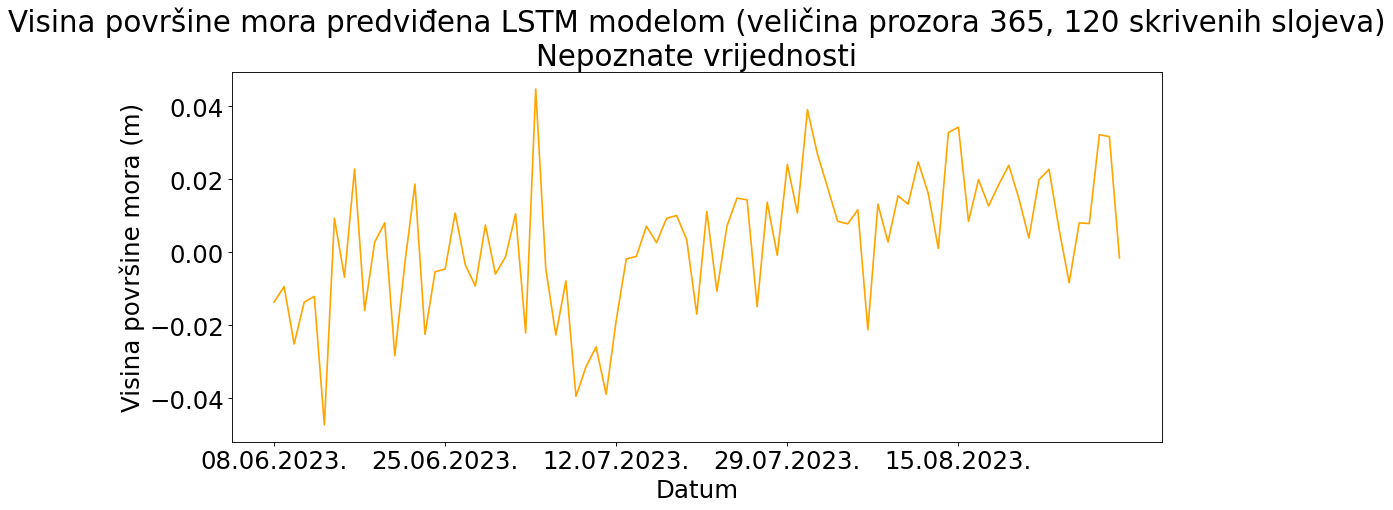 Visina površine mora predviđena LSTM modelom (veličina prozora 365, 120 skrivenih slojeva)
Nepoznate vrijednosti
Visina površine mora (m)
0.04
0.02
0.00
−0.02
−0.04
08.06.2023. 25.06.2023. 12.07.2023. 29.07.2023. 15.08.2023.
Datum